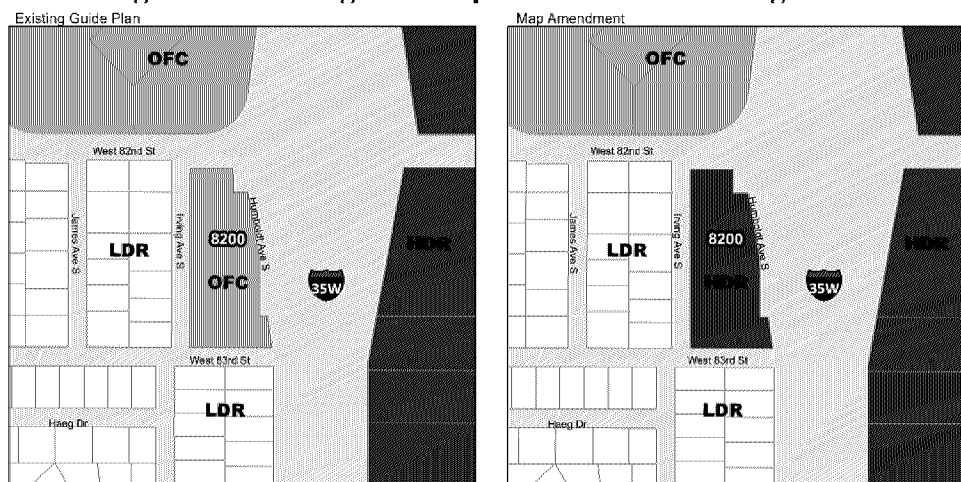 Existing Guide Plan
OFC
West 82nd St
James Ave S
LDR
Irving Ave S
8200
OFC
Humboldt Ave S
35W
HDR
West 83rd St
LDR
Haeg Dr
Map Amendment
OFC
West 82nd St
James Ave S
LDR
Irving Ave S
8200
HDR
Humboldt Ave S
35W
HDR
West 83rd St
LDR
Haeg Dr